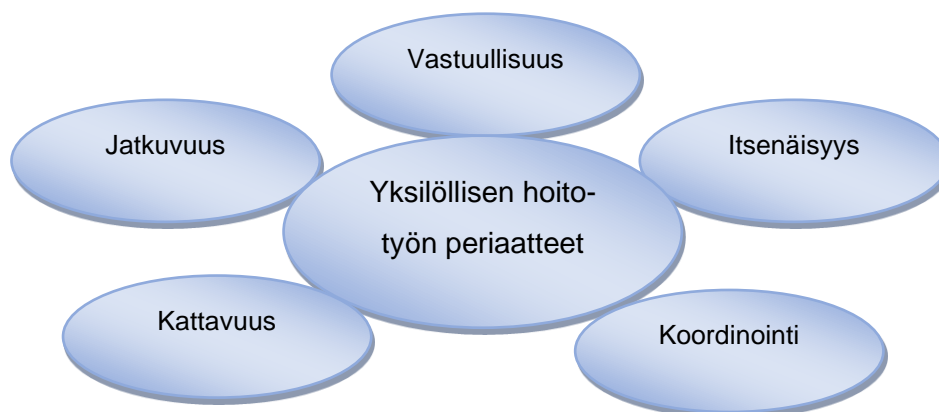 Vastuullisuus
Jatkuvuus
Itsenäisyys
Yksilöllisen hoito-
työn periaatteet
Kattavuus
Koordinointi